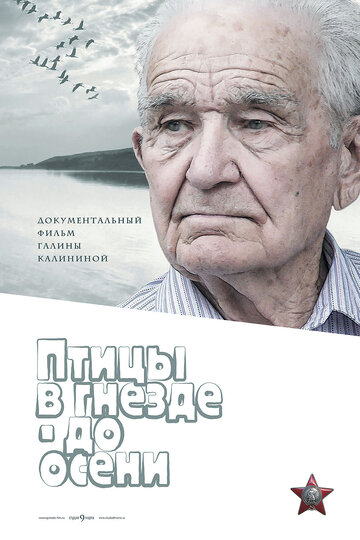 ДОКУМЕНТАЛЬНЫЙ
ФИЛЬМ
ГАЛИНЫ
КАЛИНИНОЙ
Птицы
в гнезде
- до
осени